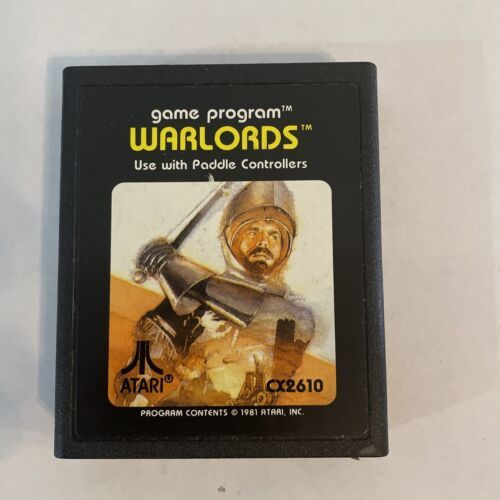 game program™
WARLORDS™
Use with Paddle Controllers
ATARI®
CX2610
PROGRAM CONTENTS © 1981 ATARI, INC.